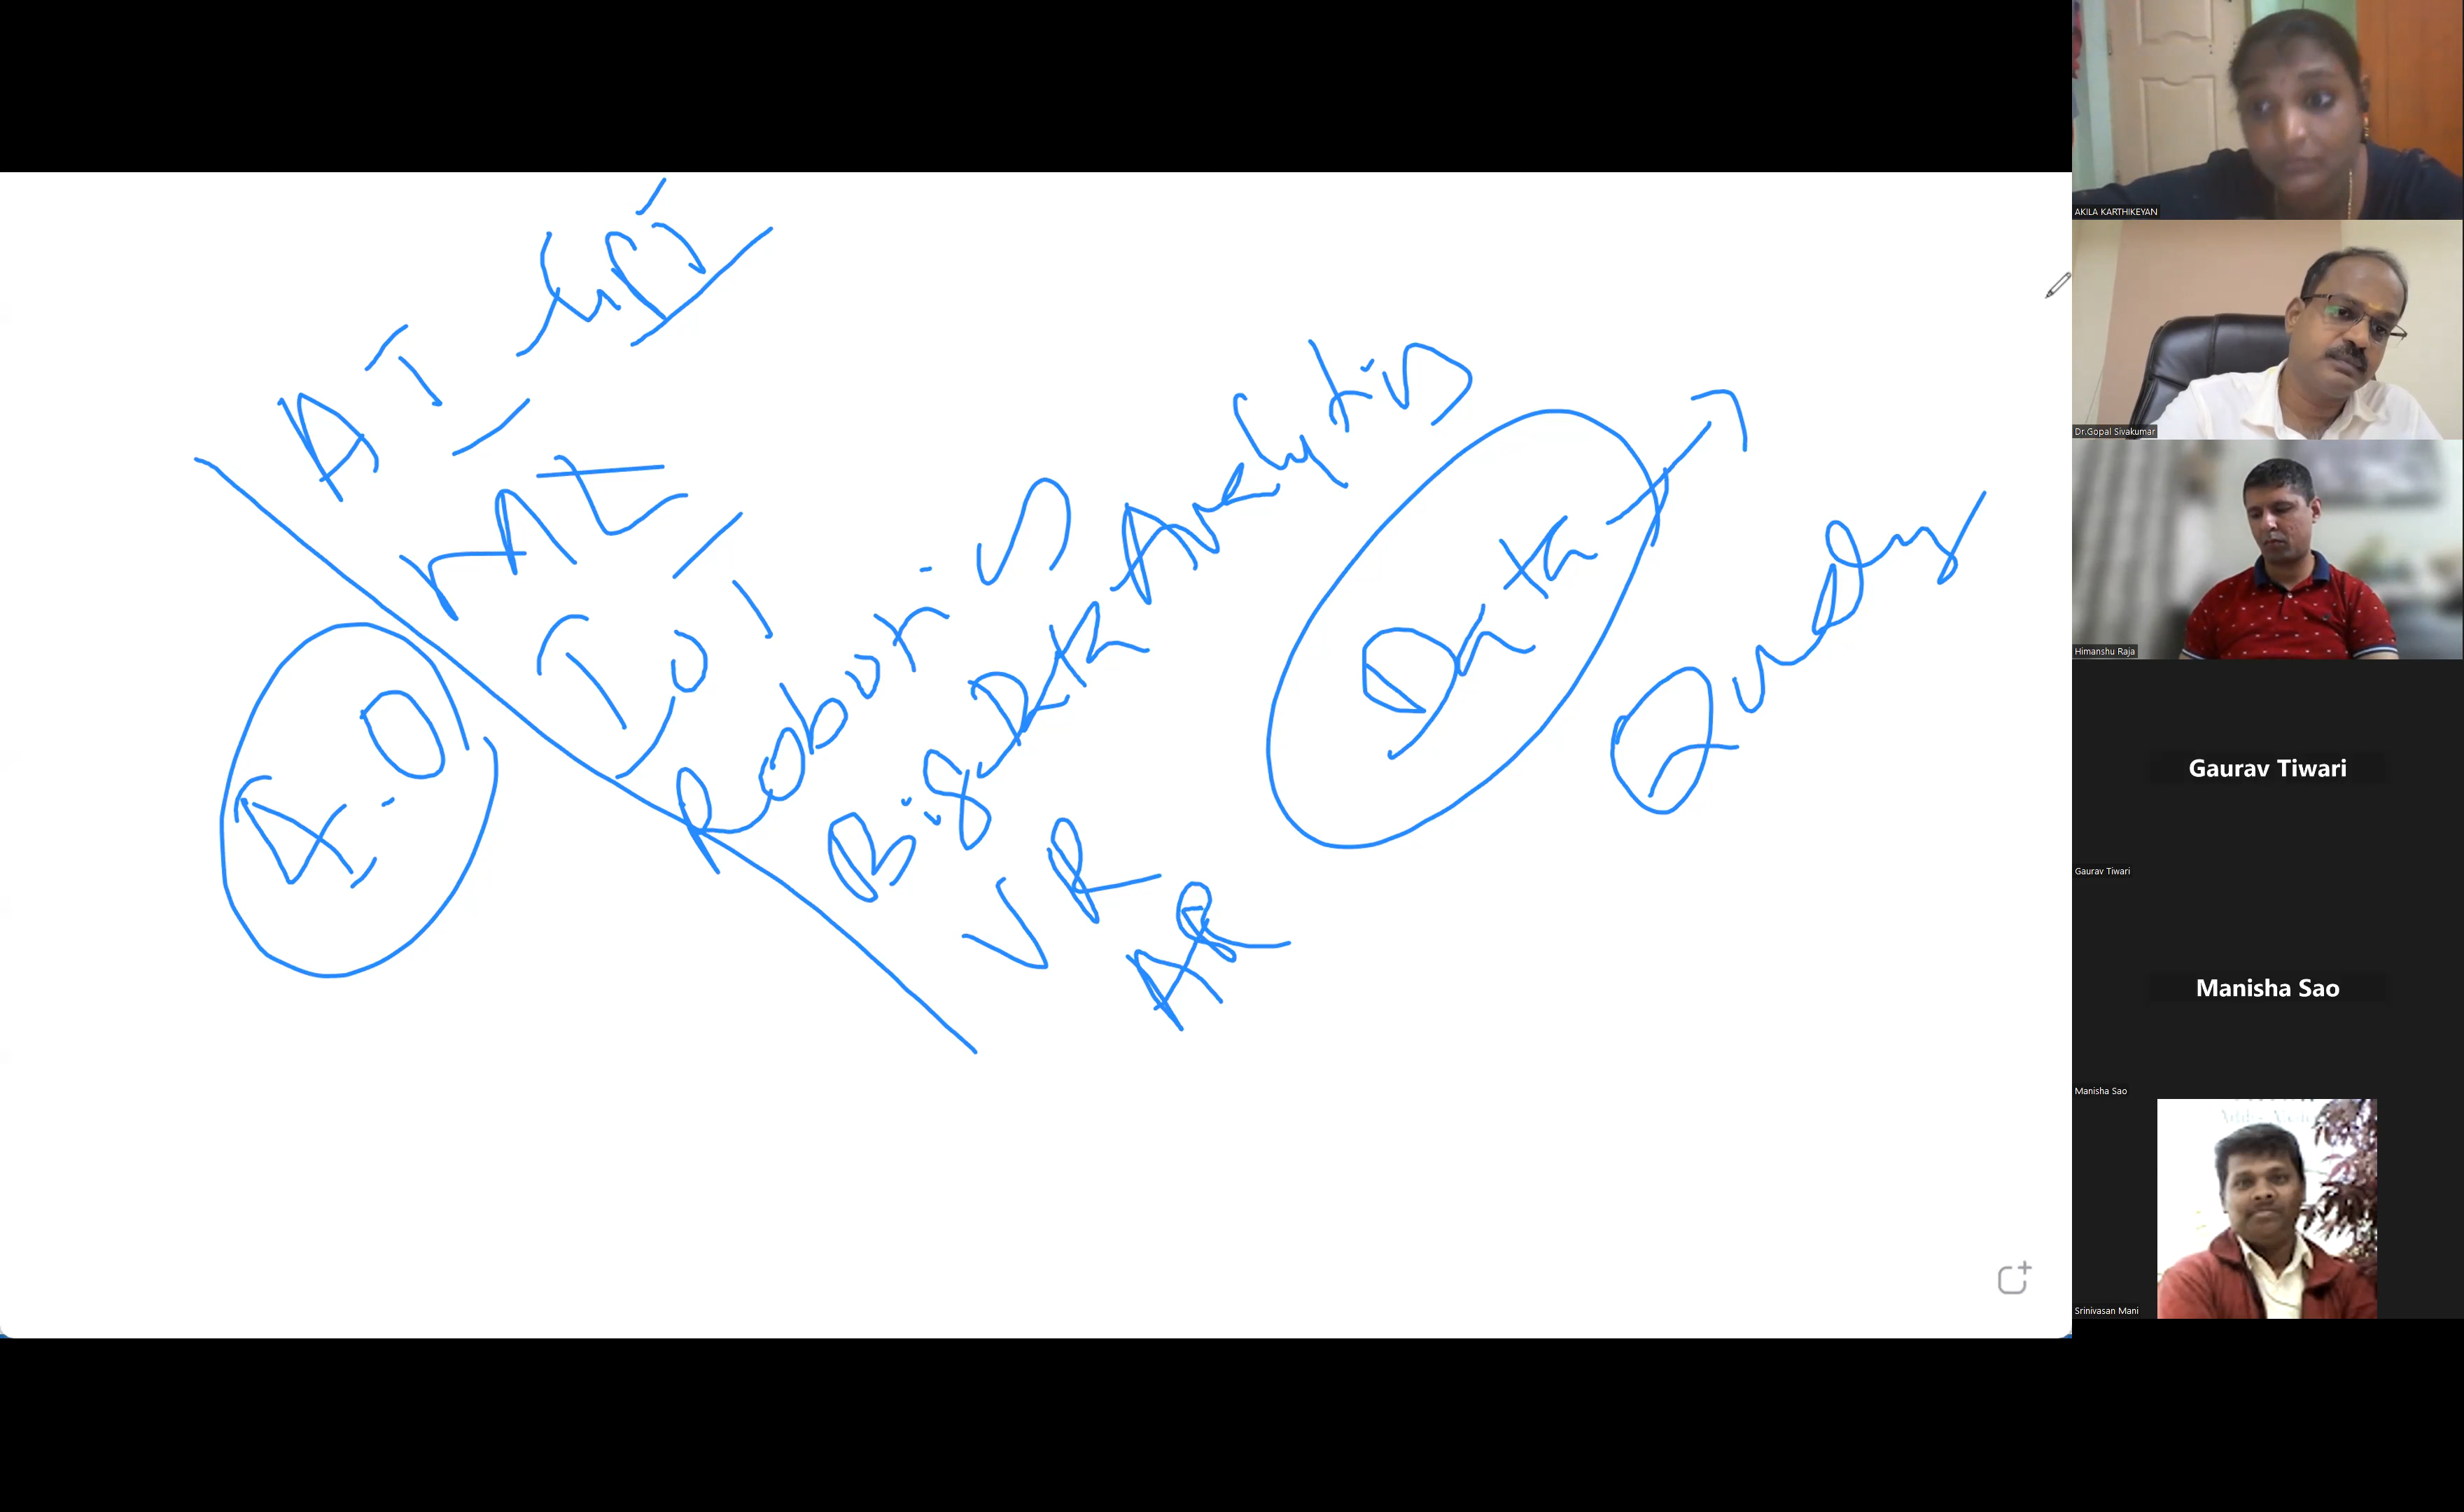 AI
ML
IOT
Robotics
Big Data Analytics
VR
AR
4.0
Data
Quality
AKILA KARTHIKEYAN
Dr.Gopal Sivakumar
Himanshu Raja
Gaurav Tiwari
Gaurav Tiwari
Manisha Sao
Manisha Sao
Srinivasan Mani